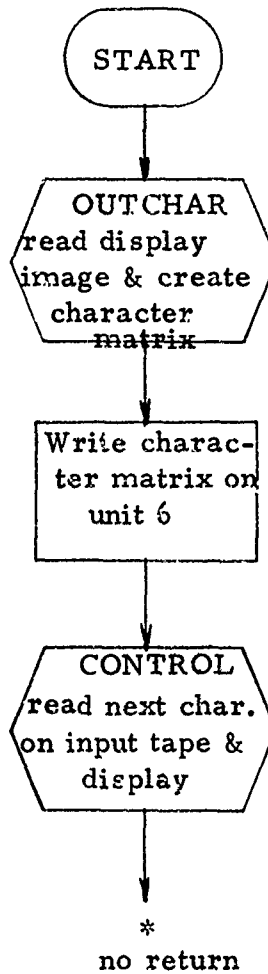 START
OUTCHAR
read display
image & create
character
matrix
Write charac-
ter matrix on
unit 6
CONTROL
read next char.
on input tape &
display
*
no return